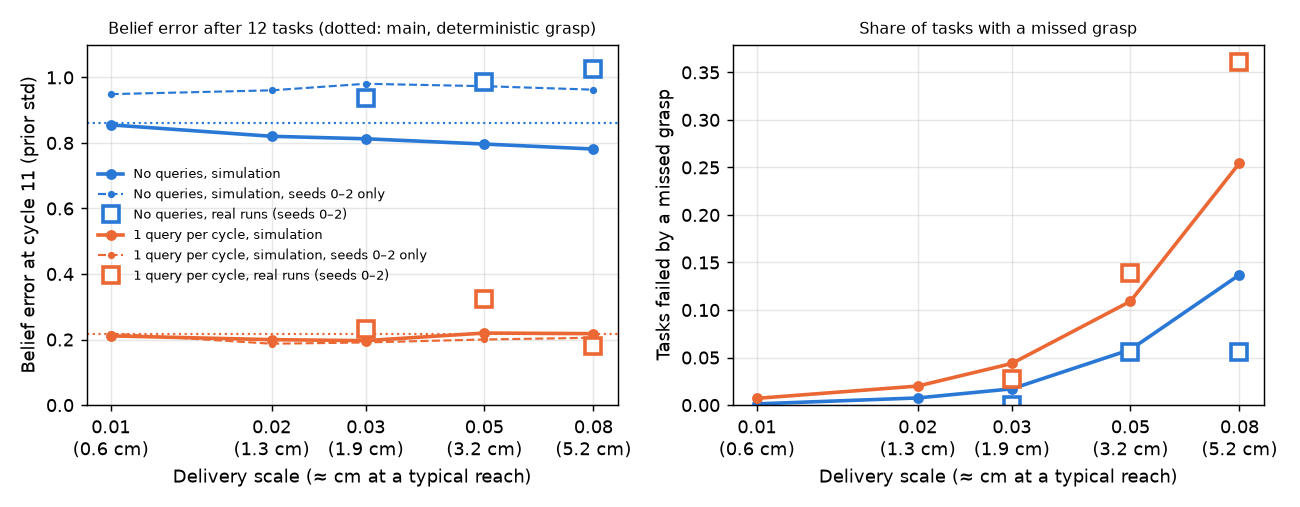 Belief error after 12 tasks (dotted: main, deterministic grasp)
Belief error at cycle 11 (prior std)
1.0
0.8
0.6
0.4
0.2
0.0
No queries, simulation
No queries, simulation, seeds 0–2 only
No queries, real runs (seeds 0–2)
1 query per cycle, simulation
1 query per cycle, simulation, seeds 0–2 only
1 query per cycle, real runs (seeds 0–2)
0.01 0.02 0.03 0.05 0.08
(0.6 cm) (1.3 cm) (1.9 cm) (3.2 cm) (5.2 cm)
Delivery scale (≈ cm at a typical reach)
Share of tasks with a missed grasp
Tasks failed by a missed grasp
0.35
0.30
0.25
0.20
0.15
0.10
0.05
0.00
0.01 0.02 0.03 0.05 0.08
(0.6 cm) (1.3 cm) (1.9 cm) (3.2 cm) (5.2 cm)
Delivery scale (≈ cm at a typical reach)